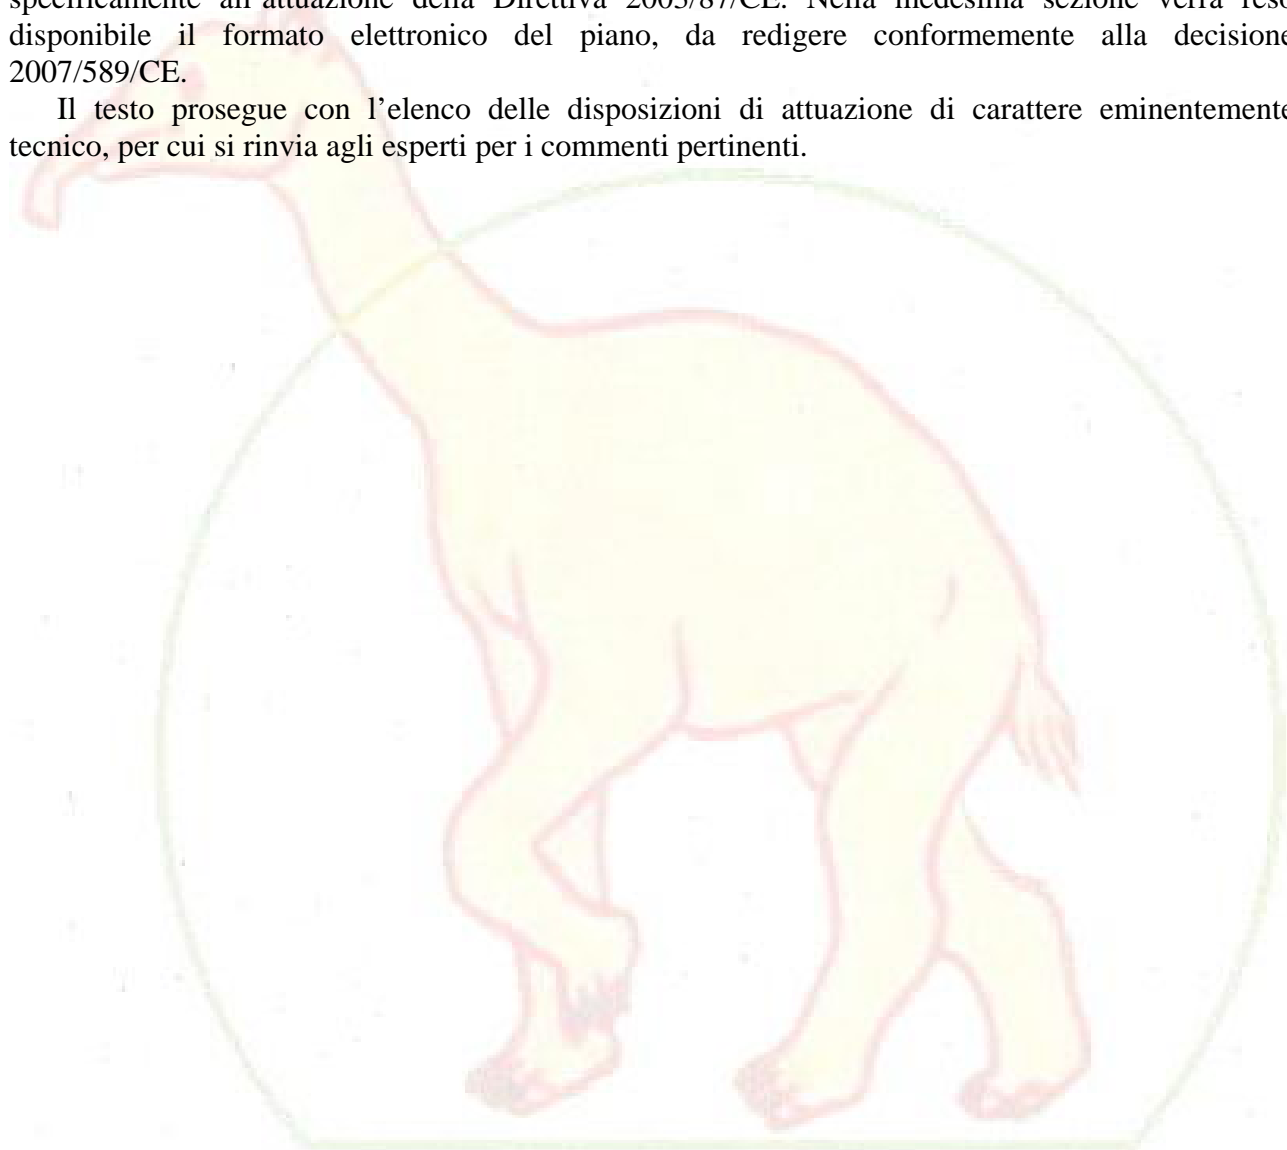 specificamente all'attuazione della Direttiva 2003/87/CE. Nella medesima sezione verrà reso
disponibile il formato elettronico del piano, da redigere conformemente alla decisione
2007/589/CE.
Il testo prosegue con l'elenco delle disposizioni di attuazione di carattere eminentemente
tecnico, per cui si rinvia agli esperti per i commenti pertinenti.